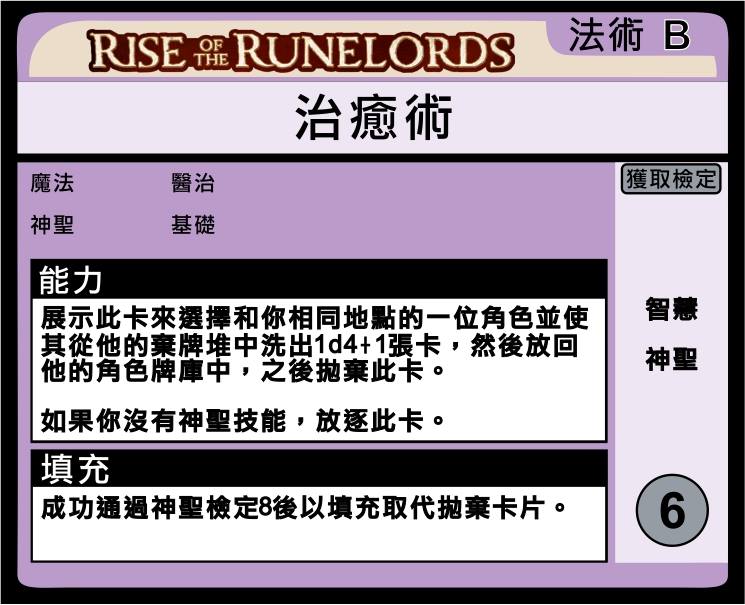 RISE OF THE RUNELORDS
法術 B
治癒術
魔法 醫治
神聖 基礎
獲取檢定
智慧
神聖
6
能力
展示此卡來選擇和你相同地點的一位角色並使
其從他的棄牌堆中洗出1d4+1張卡，然後放回
他的角色牌庫中，之後拋棄此卡。
如果你沒有神聖技能，放逐此卡。
填充
成功通過神聖檢定8後以填充取代拋棄卡片。